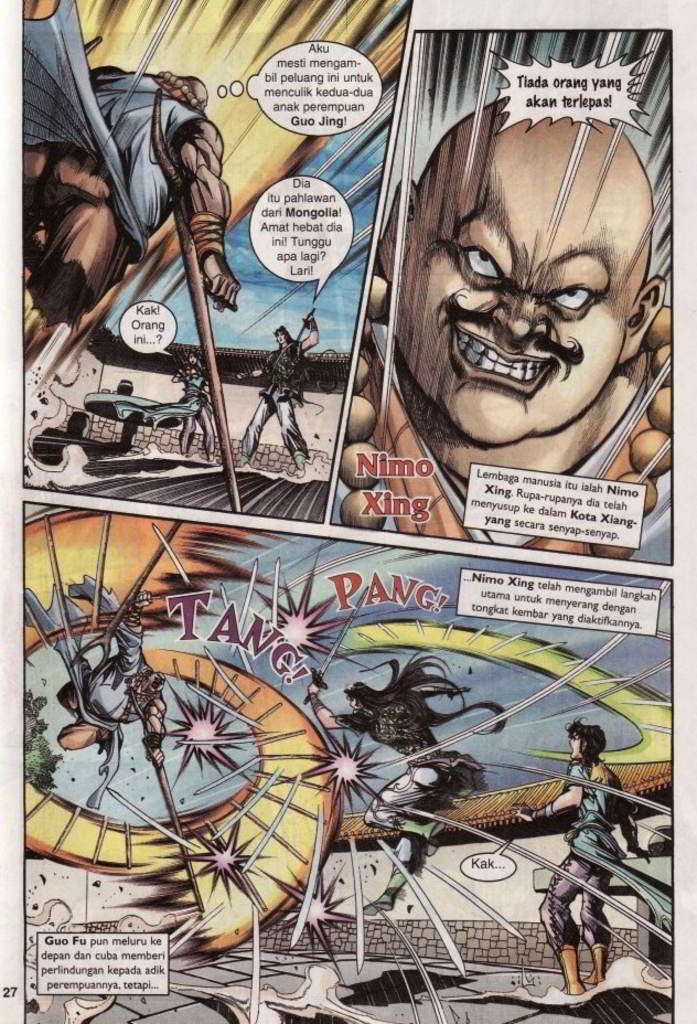 Aku
mesti mengam-
bil peluang ini untuk
menculik kedua-dua
anak perempuan
Guo Jing!
Dia
itu pahlawan
dari Mongolia!
Amat hebat dia
ini! Tunggu
apa lagi?
Lari!
Kak!
Orang
ini...?
Tiada orang yang
akan terlepas!
Nimo
Xing
Lembaga manusia itu ialah Nimo
Xing. Rupa-rupanya dia telah
menyusup ke dalam Kota Xiang-
yang secara senyap-senyap.
...Nimo Xing telah mengambil langkah
utama untuk menyerang dengan
tongkat kembar yang diaktifkannya.
TANG!
PANG!
Kak...
Guo Fu pun meluru ke
depan dan cuba memberi
perlindungan kepada adik
perempuannya, tetapi...
27